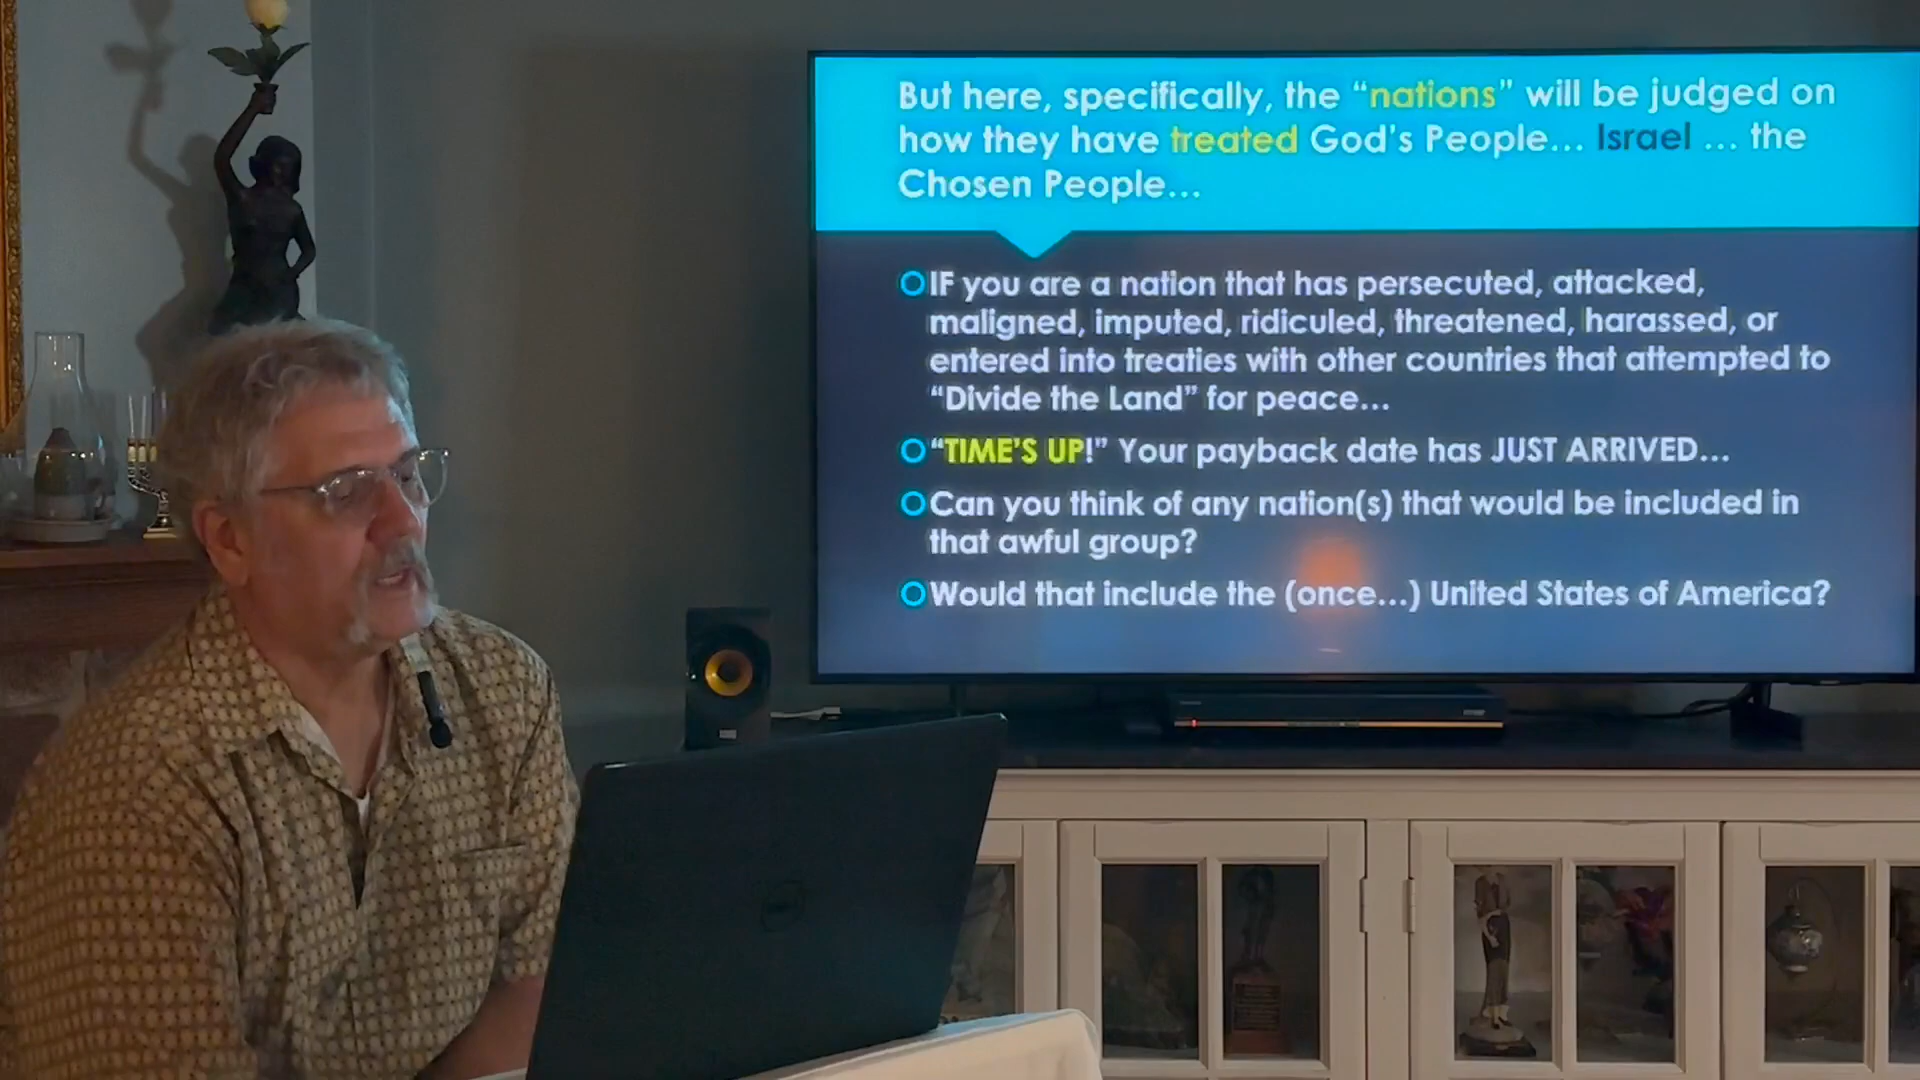 But here, specifically, the “nations” will be judged on
how they have treated God’s People... Israel ... the
Chosen People...
IF you are a nation that has persecuted, attacked,
maligned, imputed, ridiculed, threatened, harassed, or
entered into treaties with other countries that attempted to
“Divide the Land” for peace...
“TIME’S UP!” Your payback date has JUST ARRIVED...
Can you think of any nation(s) that would be included in
that awful group?
Would that include the (once...) United States of America?